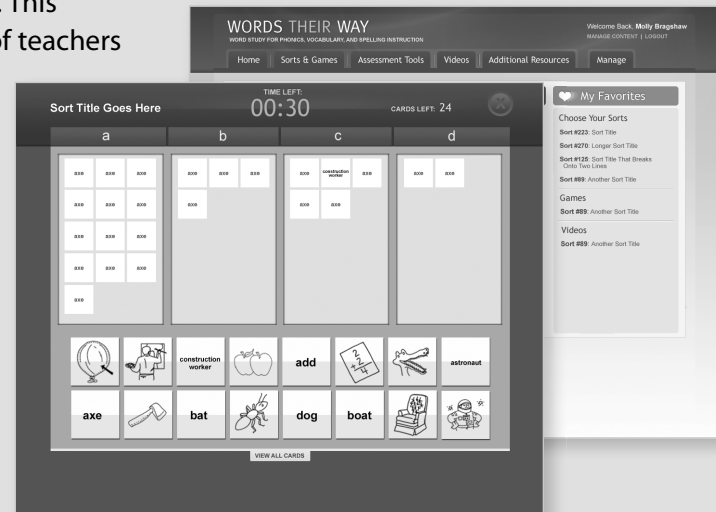 . This
of teachers
WORDS THEIR WAY
WORD STUDY FOR PHONICS, VOCABULARY, AND SPELLING INSTRUCTION
Welcome Back, Molly Bragshaw
MANAGE CONTENT | LOGOUT
Home
Sorts & Games
Assessment Tools
Videos
Additional Resources
Manage
My Favorites
Choose Your Sorts
Sort #223: Sort Title
Sort #270: Longer Sort Title
Sort #125: Sort Title That Breaks
Onto Two Lines
Sort #89: Another Sort Title
Games
Sort #89: Another Sort Title
Videos
Sort #89: Another Sort Title
Sort Title Goes Here
TIME LEFT:
00:30
CARDS LEFT: 24
a b c d
axe axe axe
axe axe axe
axe axe axe
axe axe axe
axe
axe axe axe
axe
axe construction worker axe
axe axe
axe axe
construction
worker
add
2
+2
4
astronaut
axe
bat
dog
boat
VIEW ALL CARDS